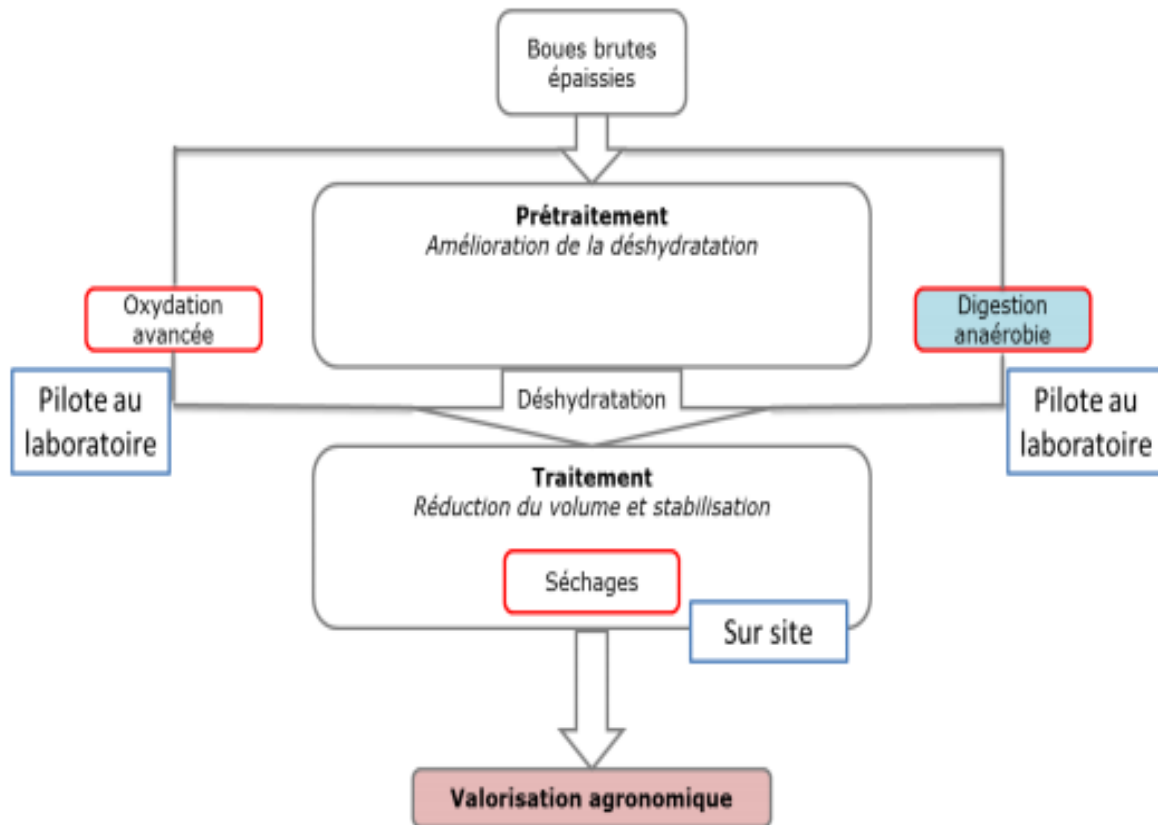 Boues brutes
épaissies
Prétraitement
Amélioration de la déshydratation
Oxydation
avancée
Digestion
anaérobie
Pilote au
laboratoire
Déshydratation
Pilote au
laboratoire
Traitement
Réduction du volume et stabilisation
Séchages
Sur site
Valorisation agronomique